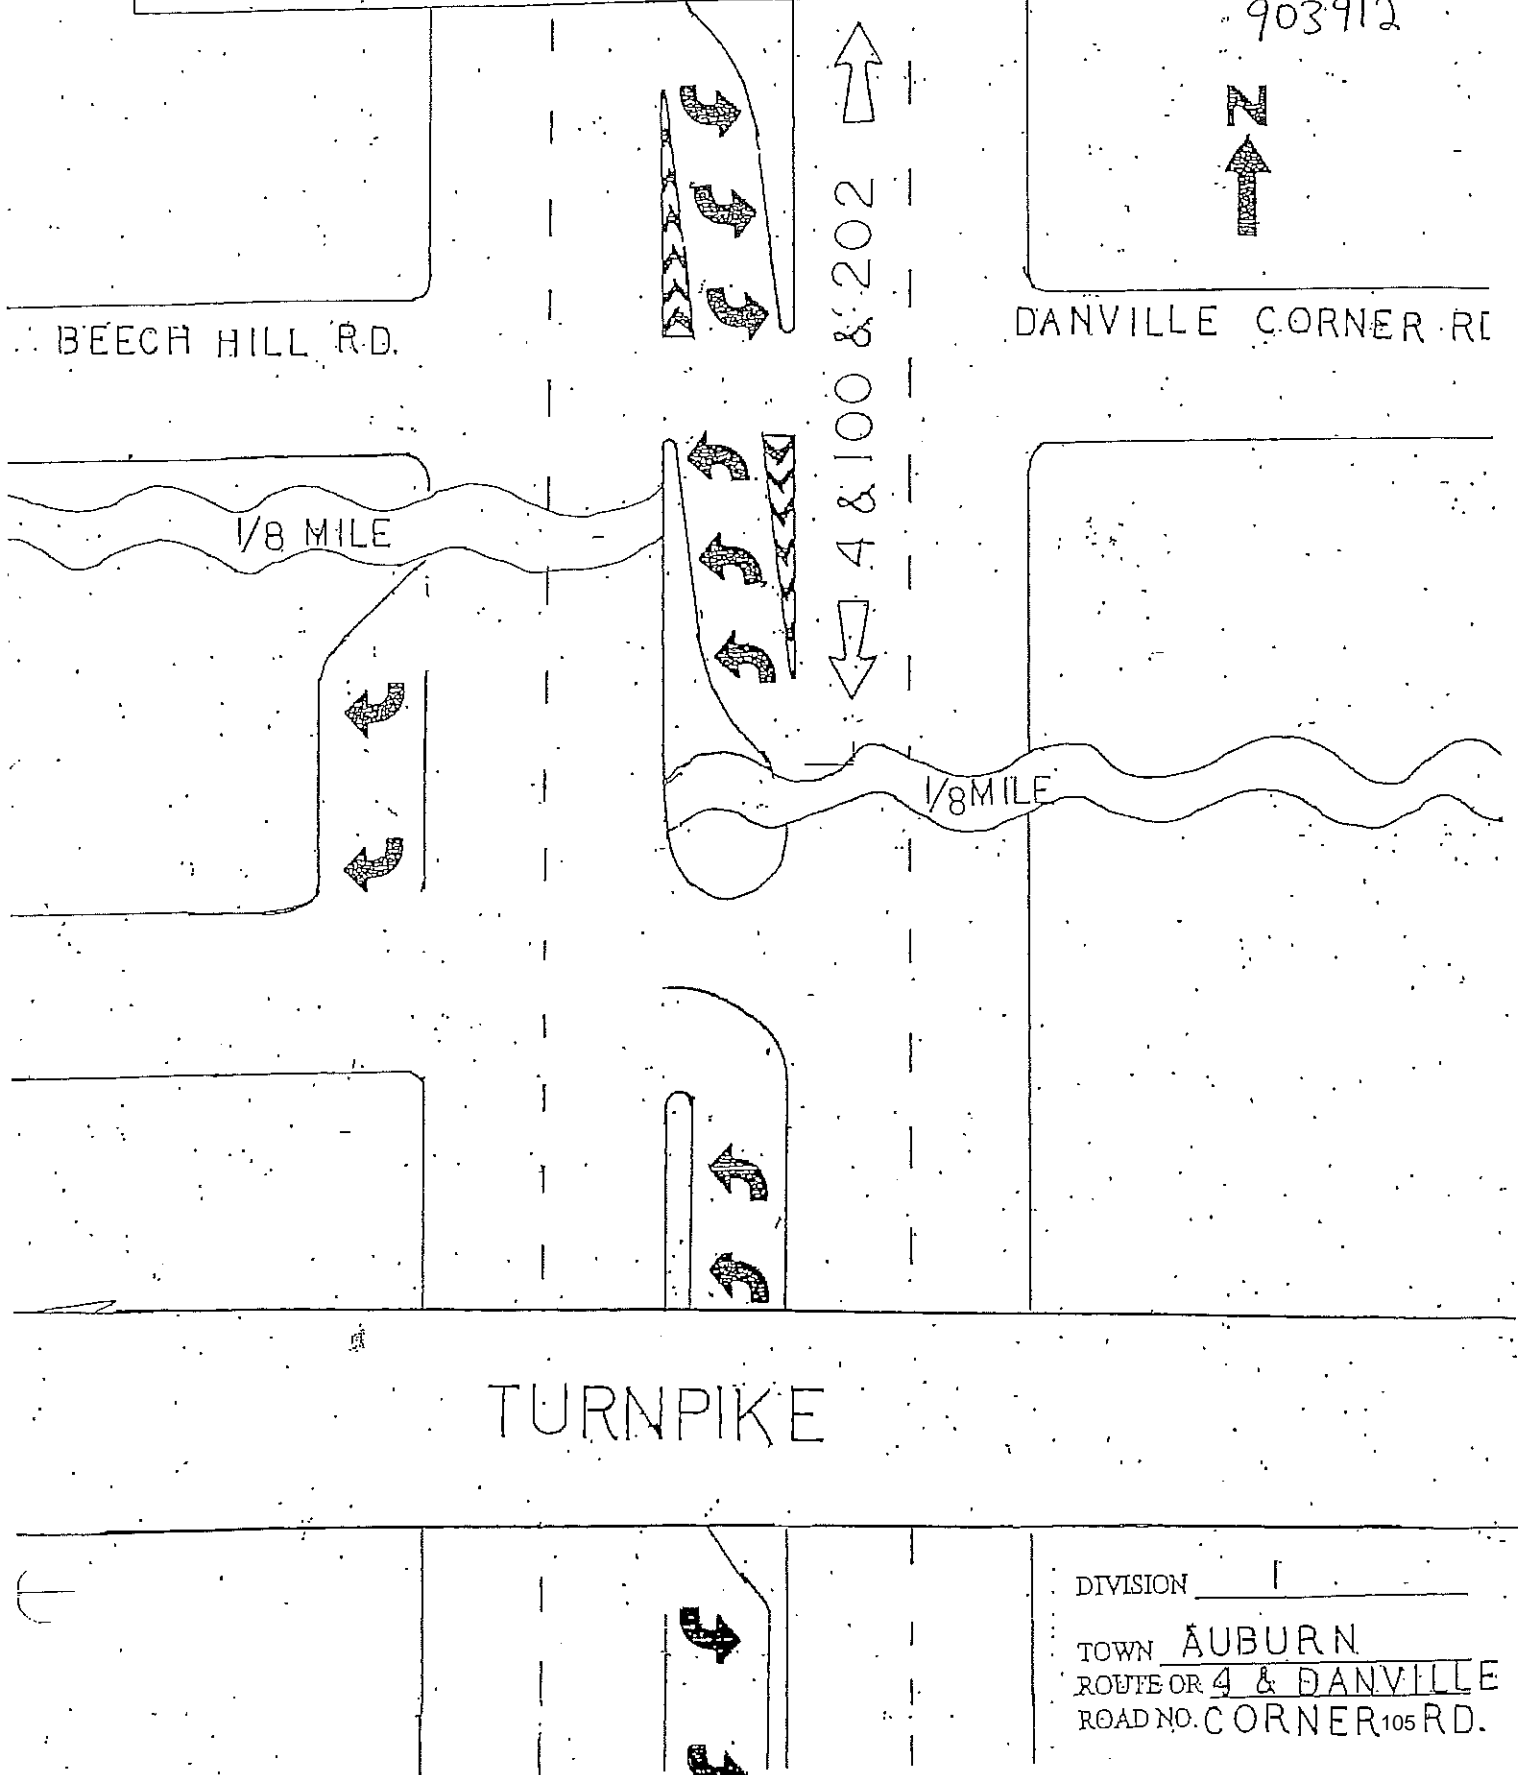 903912
N
BEECH HILL RD.
4 & 100 & 202
DANVILLE CORNER RD
1/8 MILE
1/8 MILE
TURNPIKE
DIVISION 1
TOWN AUBURN
ROUTE OR 4 & DANVILLE
ROAD NO. CORNER 105 RD.